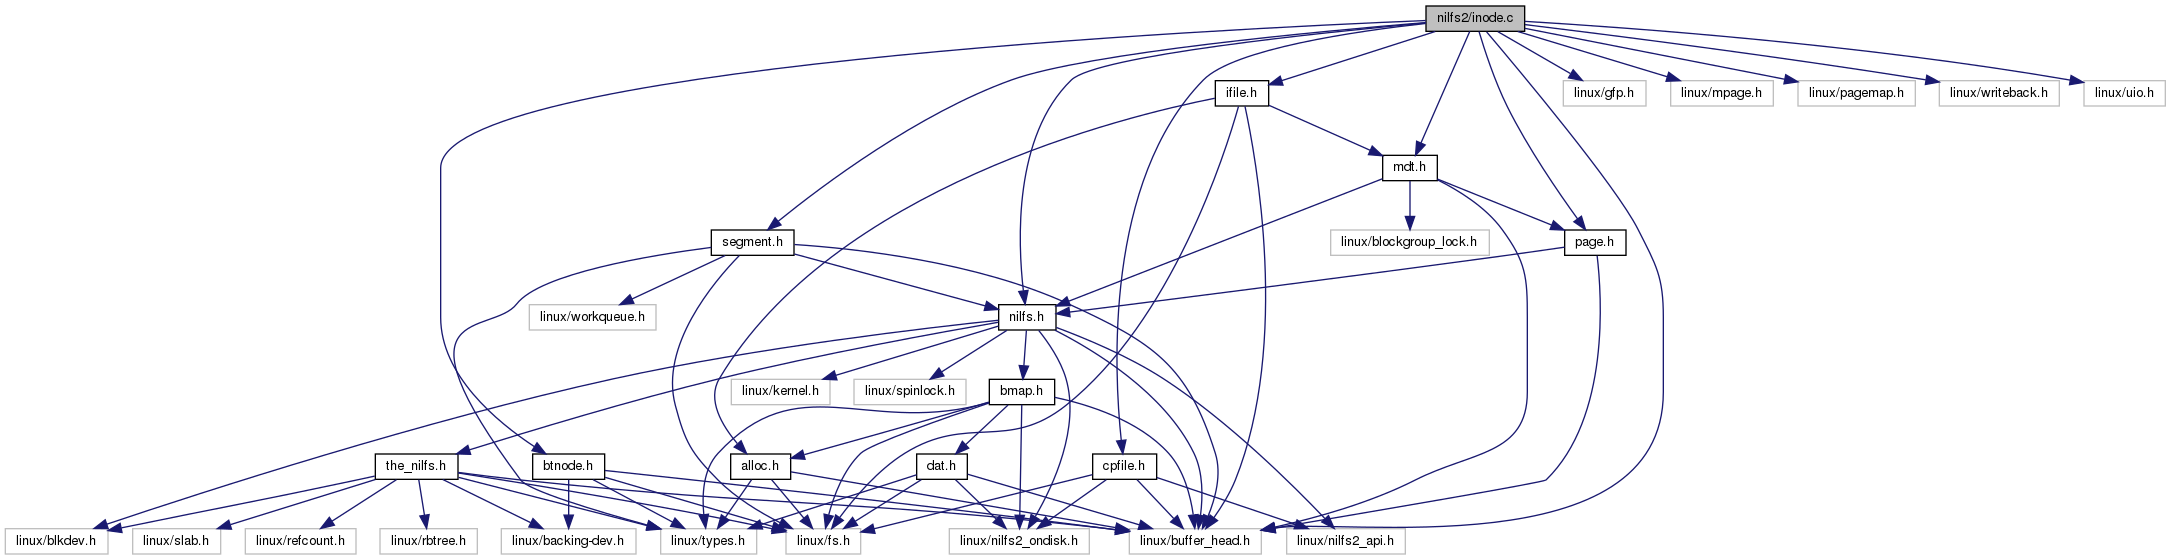 nilfs2/inode.c
ifile.h
linux/gfp.h
linux/mpage.h
linux/pagemap.h
linux/writeback.h
linux/uio.h
mdt.h
segment.h
linux/blockgroup_lock.h
page.h
linux/workqueue.h
nilfs.h
linux/kernel.h
linux/spinlock.h
bmap.h
the_nilfs.h
btnode.h
alloc.h
dat.h
cpfile.h
linux/blkdev.h
linux/slab.h
linux/refcount.h
linux/rbtree.h
linux/backing-dev.h
linux/types.h
linux/fs.h
linux/nilfs2_ondisk.h
linux/buffer_head.h
linux/nilfs2_api.h